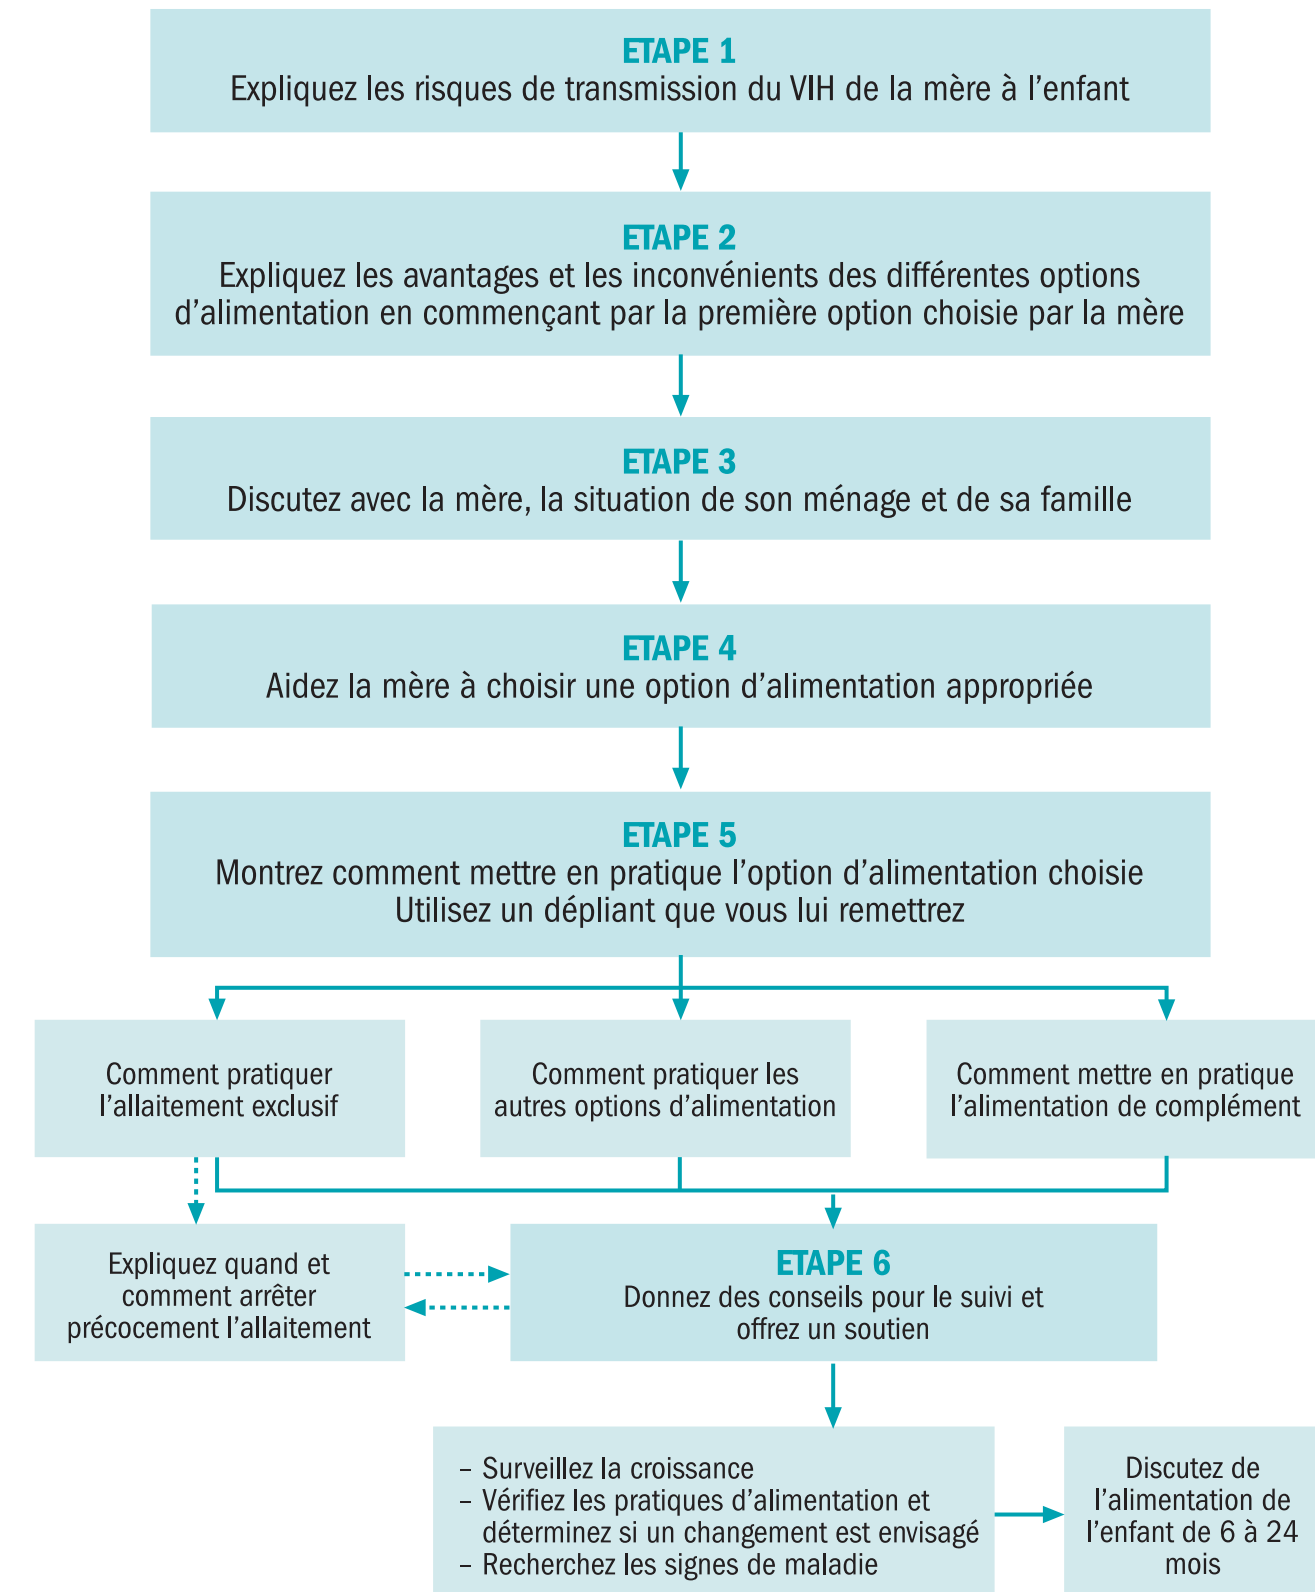 ETAPE 1
Expliquez les risques de transmission du VIH de la mère à l'enfant
ETAPE 2
Expliquez les avantages et les inconvénients des différentes options
d'alimentation en commençant par la première option choisie par la mère
ETAPE 3
Discutez avec la mère, la situation de son ménage et de sa famille
ETAPE 4
Aidez la mère à choisir une option d'alimentation appropriée
ETAPE 5
Montrez comment mettre en pratique l'option d'alimentation choisie
Utilisez un dépliant que vous lui remettrez
Comment pratiquer
l'allaitement exclusif
Comment pratiquer les
autres options d'alimentation
Comment mettre en pratique
l'alimentation de complément
Expliquez quand et
comment arrêter
précocement l'allaitement
ETAPE 6
Donnez des conseils pour le suivi et
offrez un soutien
– Surveillez la croissance
– Vérifiez les pratiques d'alimentation et
déterminez si un changement est envisagé
– Recherchez les signes de maladie
Discutez de
l'alimentation de
l'enfant de 6 à 24
mois